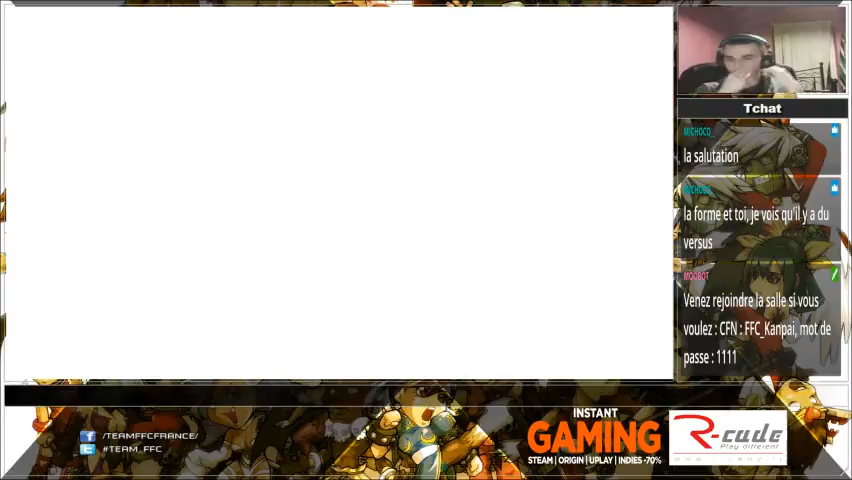 Tchat
MICHOCO_
la salutation
la forme et toi, je vois qu'il y a du
versus
MOOBOT
Venez rejoindre la salle si vous
voulez : CFN : FFC_Kanpai, mot de
passe : 1111
/TEAMFFCFRANCE/
#TEAM_FFC
INSTANT
GAMING
STEAM | ORIGIN | UPLAY | INDIES -70%
R-cade
Play different